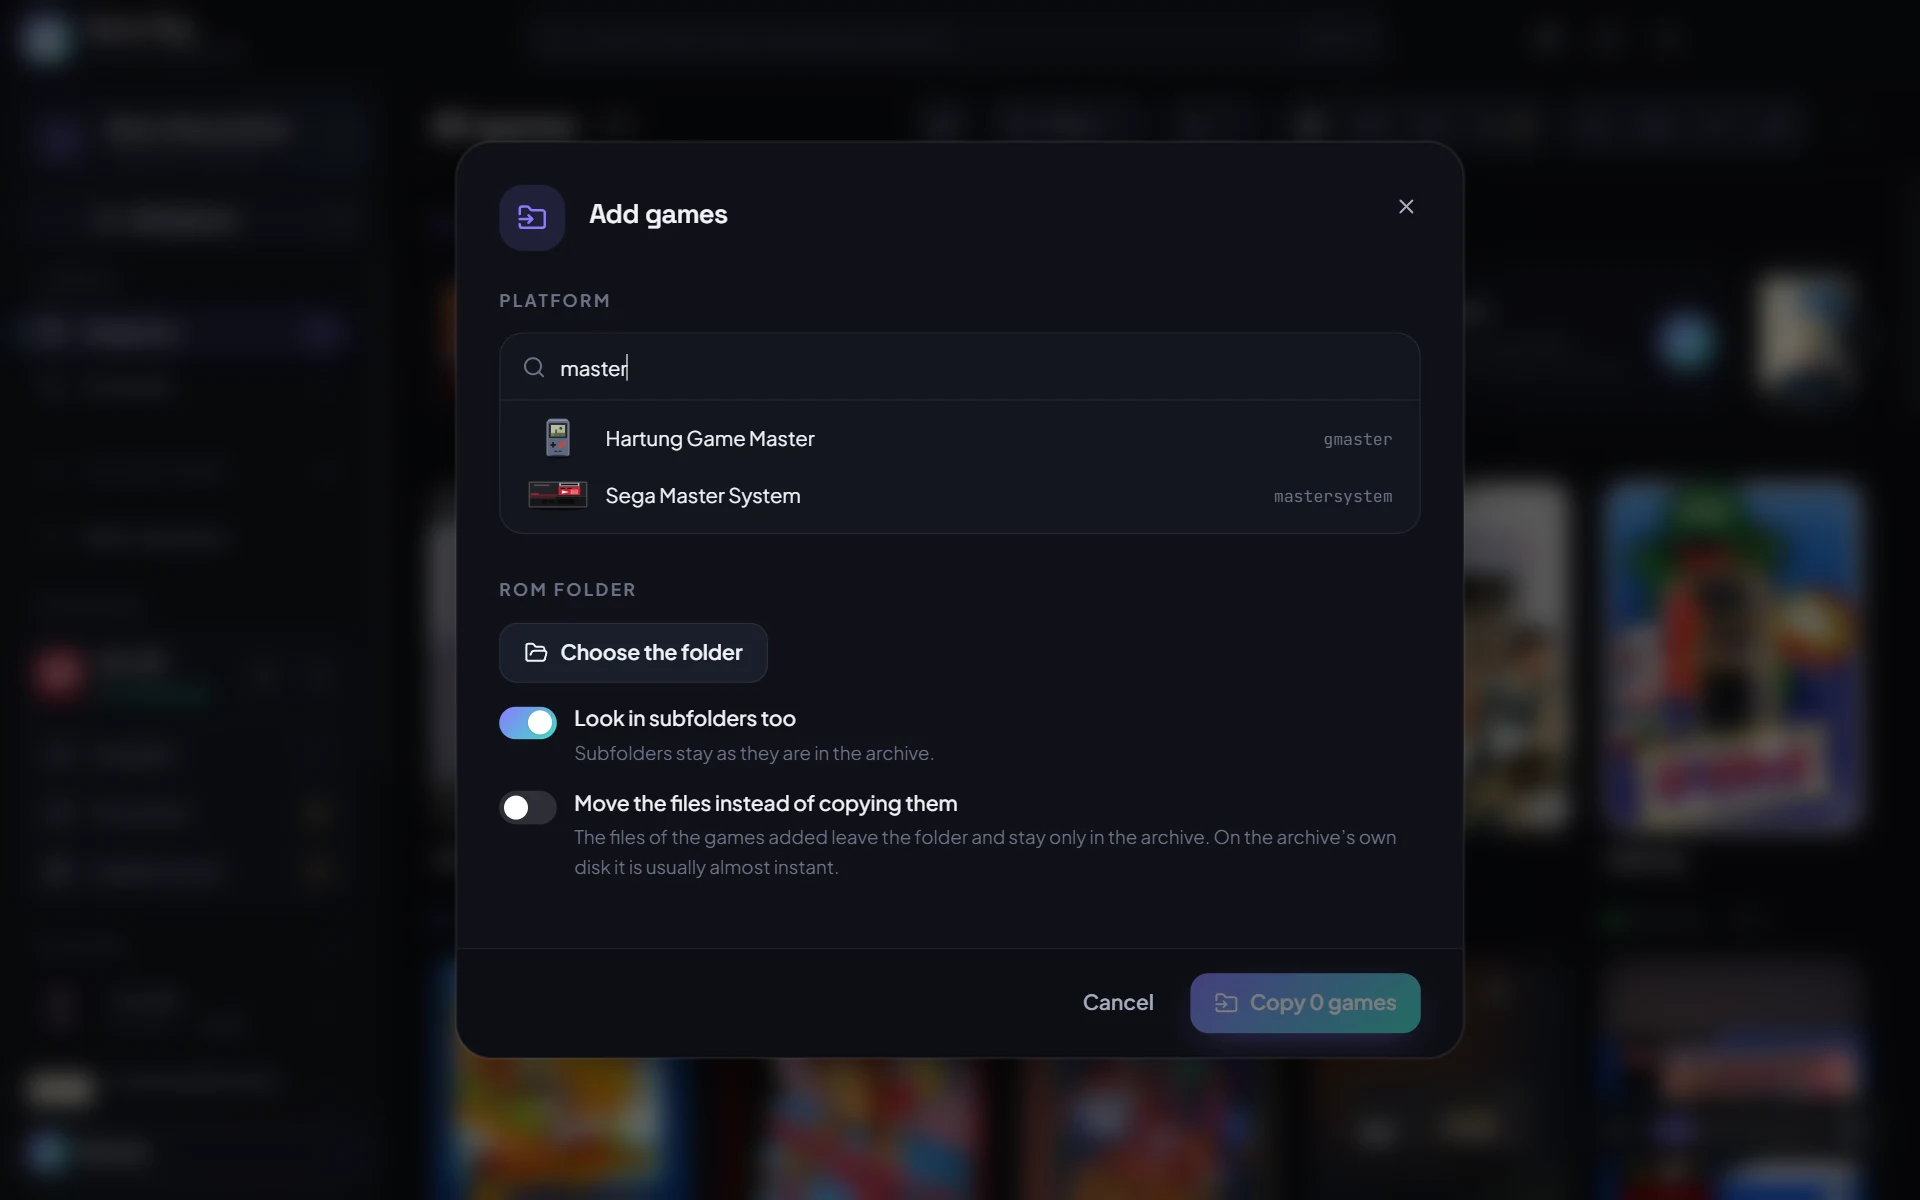 Add games
PLATFORM
master
Hartung Game Master
gmaster
Sega Master System
mastersystem
ROM FOLDER
Choose the folder
Look in subfolders too
Subfolders stay as they are in the archive.
Move the files instead of copying them
The files of the games added leave the folder and stay only in the archive. On the archive's own
disk it is usually almost instant.
Cancel
Copy 0 games